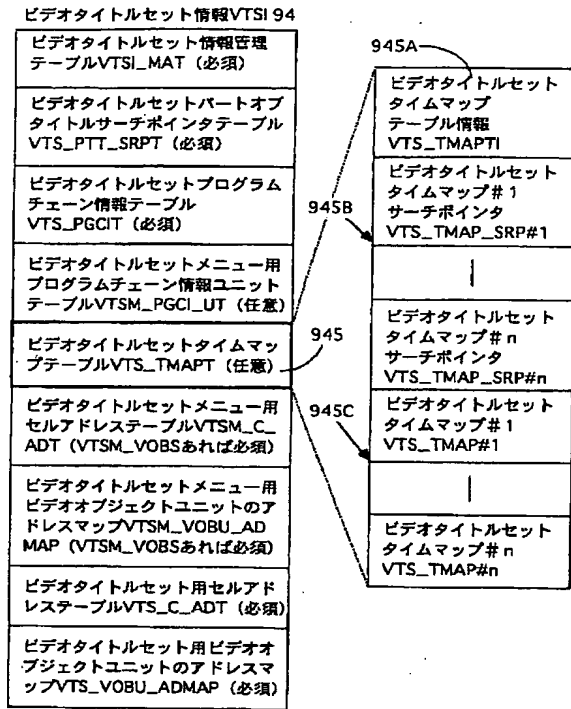 ビデオタイトルセット情報VTSI 94
ビデオタイトルセット情報管理
テーブルVTSI_MAT（必須）
ビデオタイトルセットパートオブ
タイトルサーチポインタテーブル
VTS_PTT_SRPT（必須）
ビデオタイトルセットプログラム
チェーン情報テーブル
VTS_PGCIT（必須）
ビデオタイトルセットメニュー用
プログラムチェーン情報ユニット
テーブルVTSM_PGCI_UT（任意）
ビデオタイトルセットタイムマッ
プテーブルVTS_TMAPT（任意）
ビデオタイトルセットメニュー用
セルアドレステーブルVTSM_C_
ADT（VTSM_VOBSあれば必須）
ビデオタイトルセットメニュー用
ビデオオブジェクトユニットのア
ドレスマップVTSM_VOBU_AD
MAP（VTSM_VOBSあれば必須）
ビデオタイトルセット用セルアド
レステーブルVTS_C_ADT（必須）
ビデオタイトルセット用ビデオオ
ブジェクトユニットのアドレスマ
ップVTS_VOBU_ADMAP（必須）
945
945A
ビデオタイトルセット
タイムマップ
テーブル情報
VTS_TMAPTI
945B
ビデオタイトルセット
タイムマップ＃1
サーチポインタ
VTS_TMAP_SRP#1
ビデオタイトルセット
タイムマップ＃n
サーチポインタ
VTS_TMAP_SRP#n
945C
ビデオタイトルセット
タイムマップ＃1
VTS_TMAP#1
ビデオタイトルセット
タイムマップ＃n
VTS_TMAP#n